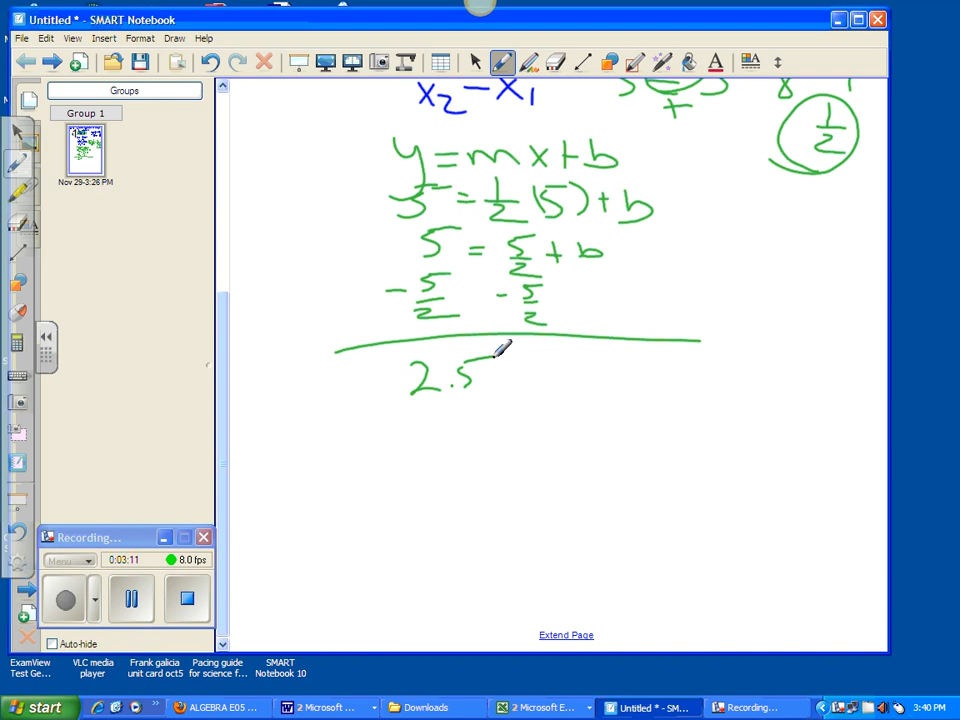 Untitled * - SMART Notebook
File Edit View Insert Format Draw Help
Groups
Group 1
Nov 29-3:26 PM
x2 - x1
1/2
y = mx + b
5 = 1/2 (5) + b
5 = 5/2 + b
- 5/2 - 5/2
2.5
Recording...
Menu 0:03:11 8.0 fps
Auto-hide
Extend Page
ExamView Test Ge...
VLC media player
Frank galicia unit card oct5
Pacing guide for science f...
SMART Notebook 10
start
ALGEBRA E05 ...
2 Microsoft ...
Downloads
2 Microsoft E...
Untitled * - SM...
Recording...
3:40 PM